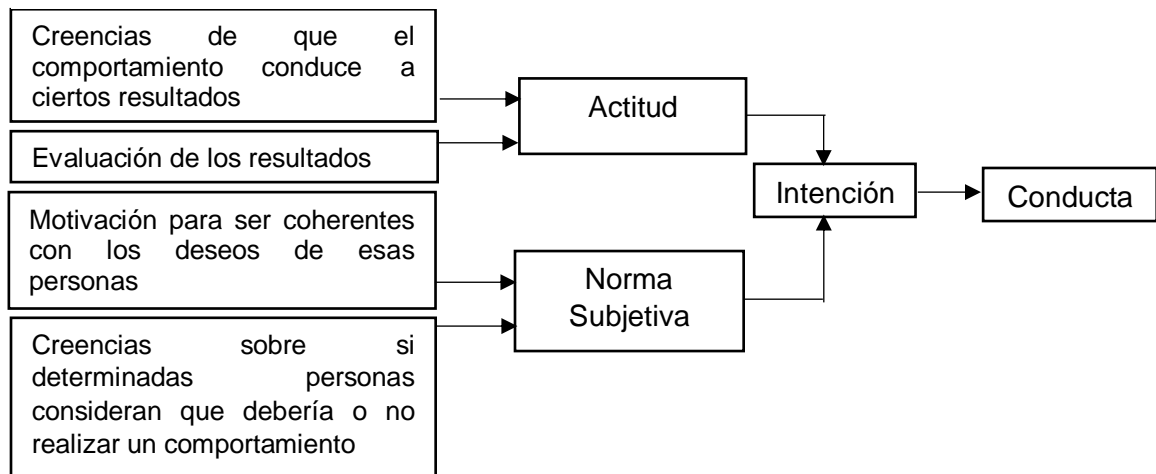 Creencias de que el
comportamiento conduce a
ciertos resultados
Evaluación de los resultados
Motivación para ser coherentes
con los deseos de esas
personas
Creencias sobre si
determinadas personas
consideran que debería o no
realizar un comportamiento
Actitud
Norma
Subjetiva
Intención
Conducta